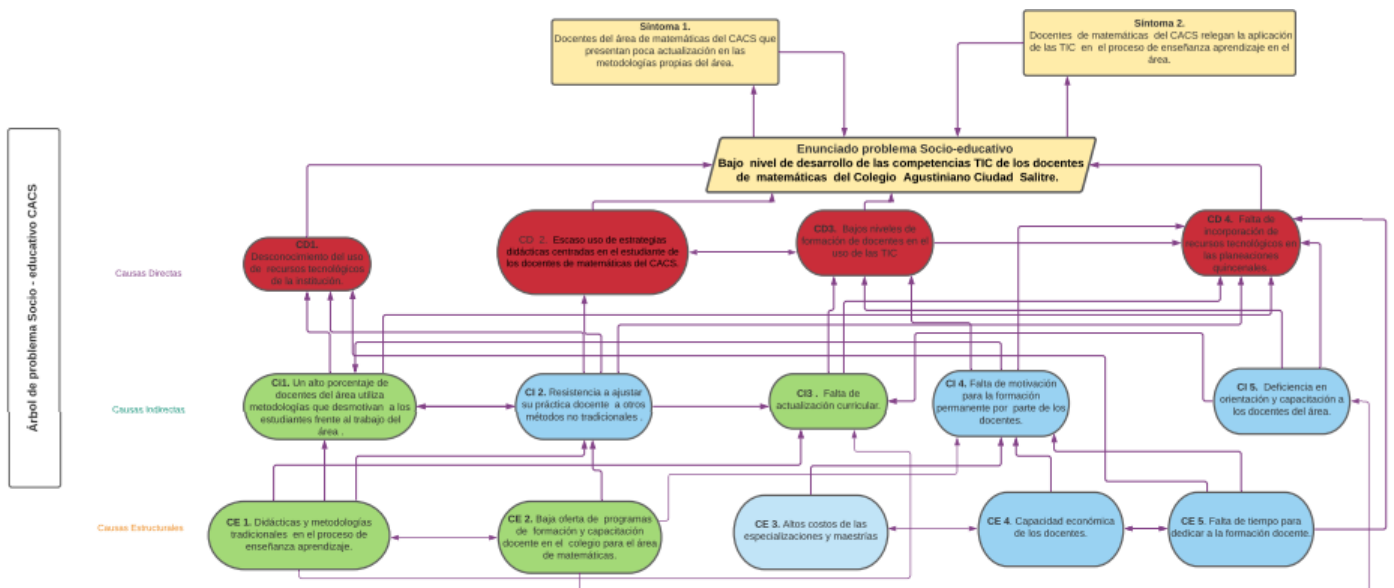 Síntoma 1.
Docentes del área de matemáticas del CACS que
presentan poca actualización en las
metodologías propias del área.
Síntoma 2.
Docentes de matemáticas del CACS relegan la aplicación
de las TIC en el proceso de enseñanza aprendizaje en el
área.
Enunciado problema Socio-educativo
Bajo nivel de desarrollo de las competencias TIC de los docentes
de matemáticas del Colegio Agustiniano Ciudad Salitre.
Árbol de problema Socio - educativo CACS
Causas Directas
CD1.
Desconocimiento del uso
de recursos tecnológicos
de la institución.
CD 2. Escaso uso de estrategias
didácticas centradas en el estudiante de
los docentes de matemáticas del CACS.
CD3. Bajos niveles de
formación de docentes en el
uso de las TIC
CD 4. Falta de
incorporación de
recursos tecnológicos en
las planeaciones
quincenales.
Causas Indirectas
CI1. Un alto porcentaje de
docentes del área utiliza
metodologías que desmotivan a los
estudiantes frente al trabajo del
área .
CI 2. Resistencia a ajustar
su práctica docente a otros
métodos no tradicionales .
CI3 . Falta de
actualización curricular.
CI 4. Falta de motivación
para la formación
permanente por parte de los
docentes.
CI 5. Deficiencia en
orientación y capacitación a
los docentes del área.
Causas Estructurales
CE 1. Didácticas y metodologías
tradicionales en el proceso de
enseñanza aprendizaje.
CE 2. Baja oferta de programas
de formación y capacitación
docente en el colegio para el área
de matemáticas.
CE 3. Altos costos de las
especializaciones y maestrías
CE 4. Capacidad económica
de los docentes.
CE 5. Falta de tiempo para
dedicar a la formación docente.